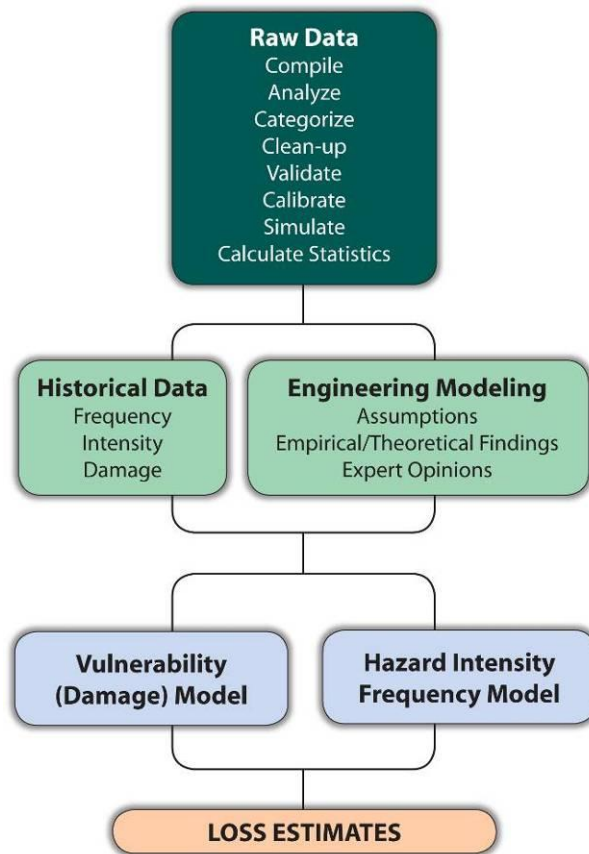 Raw Data
Compile
Analyze
Categorize
Clean-up
Validate
Calibrate
Simulate
Calculate Statistics
Historical Data
Frequency
Intensity
Damage
Engineering Modeling
Assumptions
Empirical/Theoretical Findings
Expert Opinions
Vulnerability
(Damage) Model
Hazard Intensity
Frequency Model
LOSS ESTIMATES